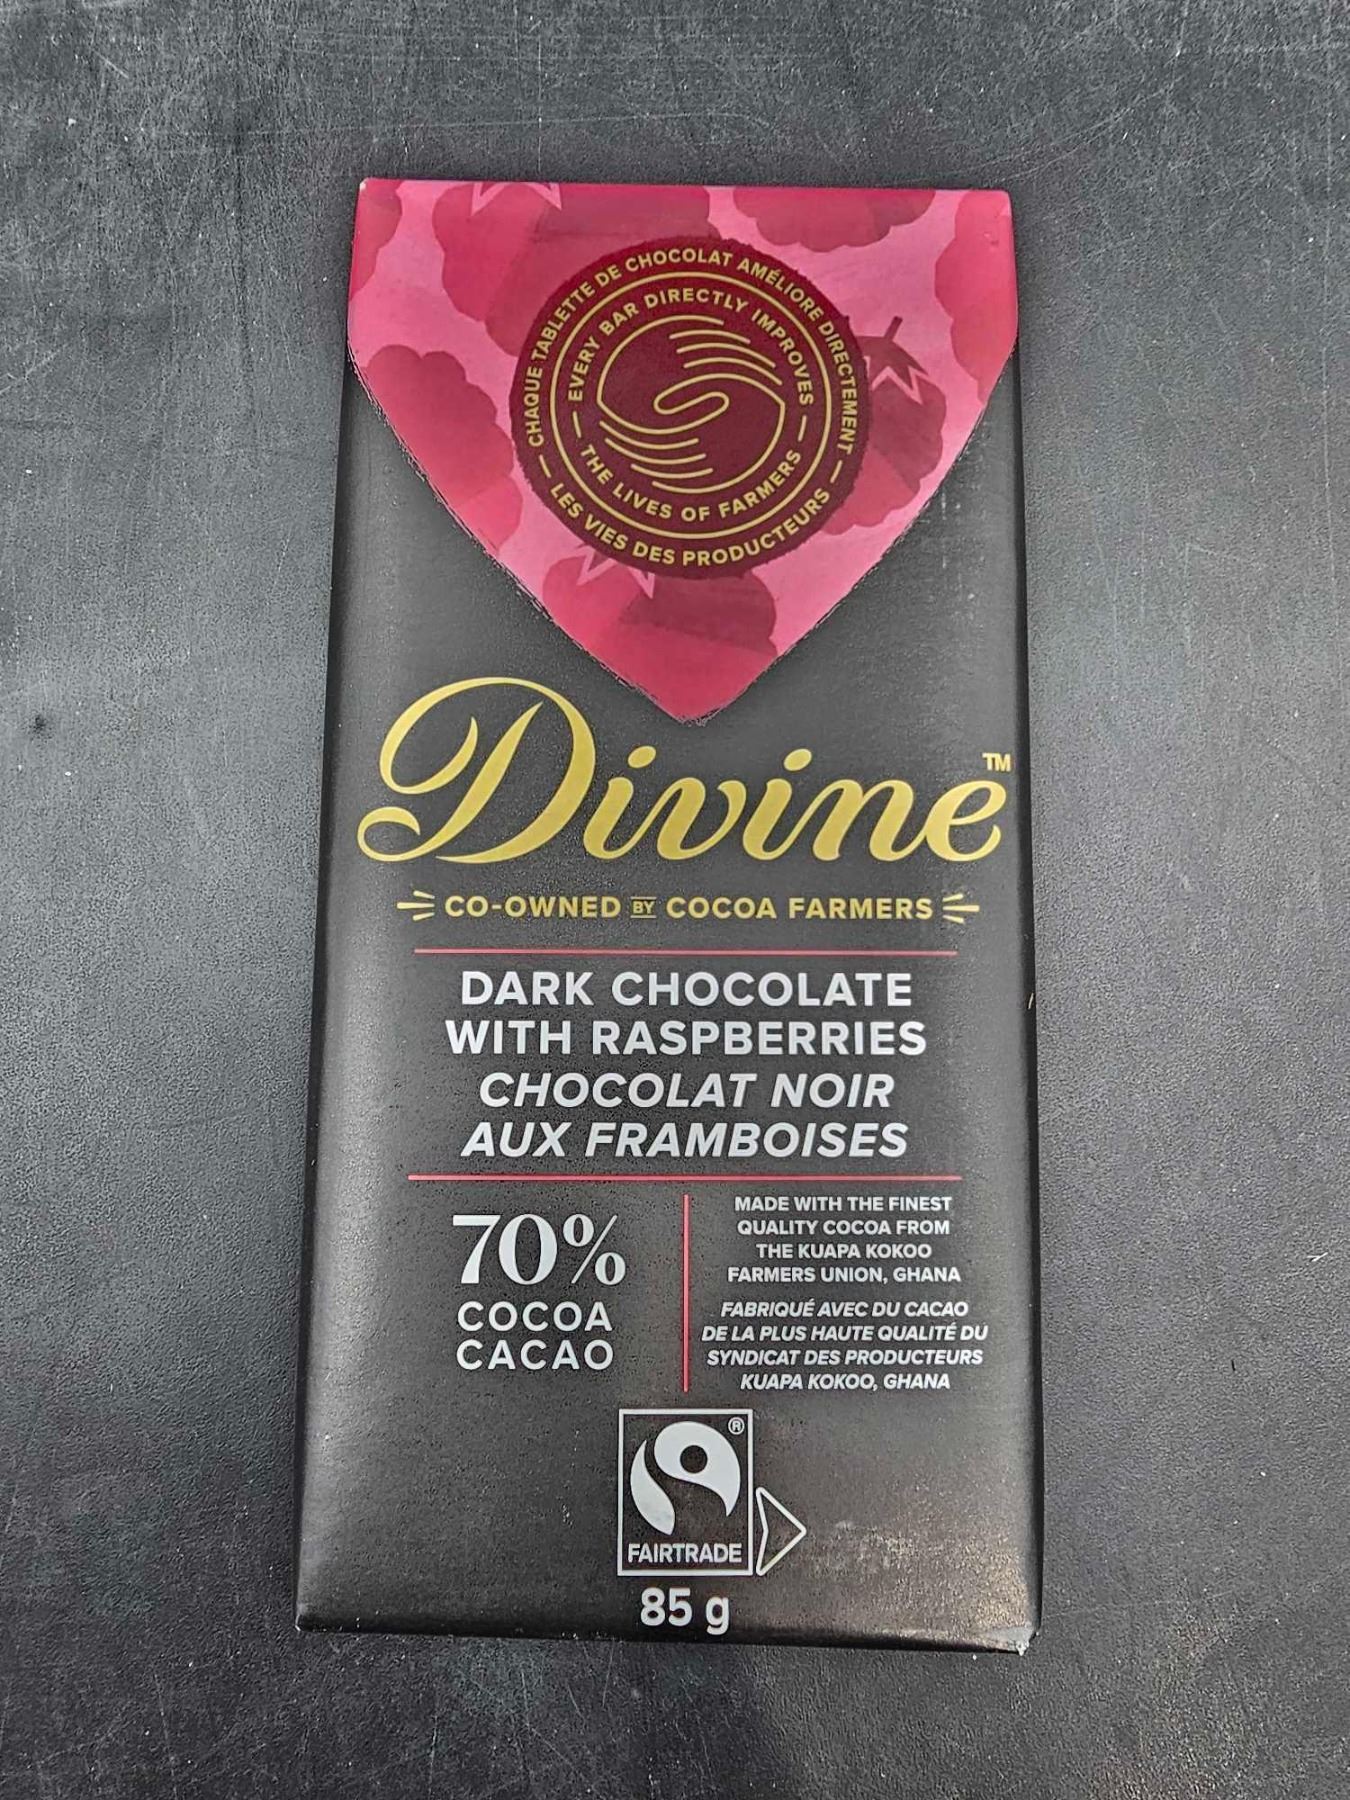 CHAQUE TABLETTE DE CHOCOLAT AMÉLIORE DIRECTEMENT
LES VIES DES PRODUCTEURS
EVERY BAR DIRECTLY IMPROVES
THE LIVES OF FARMERS
Divine™
CO-OWNED BY COCOA FARMERS
DARK CHOCOLATE
WITH RASPBERRIES
CHOCOLAT NOIR
AUX FRAMBOISES
70%
COCOA
CACAO
MADE WITH THE FINEST
QUALITY COCOA FROM
THE KUAPA KOKOO
FARMERS UNION, GHANA
FABRIQUÉ AVEC DU CACAO
DE LA PLUS HAUTE QUALITÉ DU
SYNDICAT DES PRODUCTEURS
KUAPA KOKOO, GHANA
®
FAIRTRADE
85 g